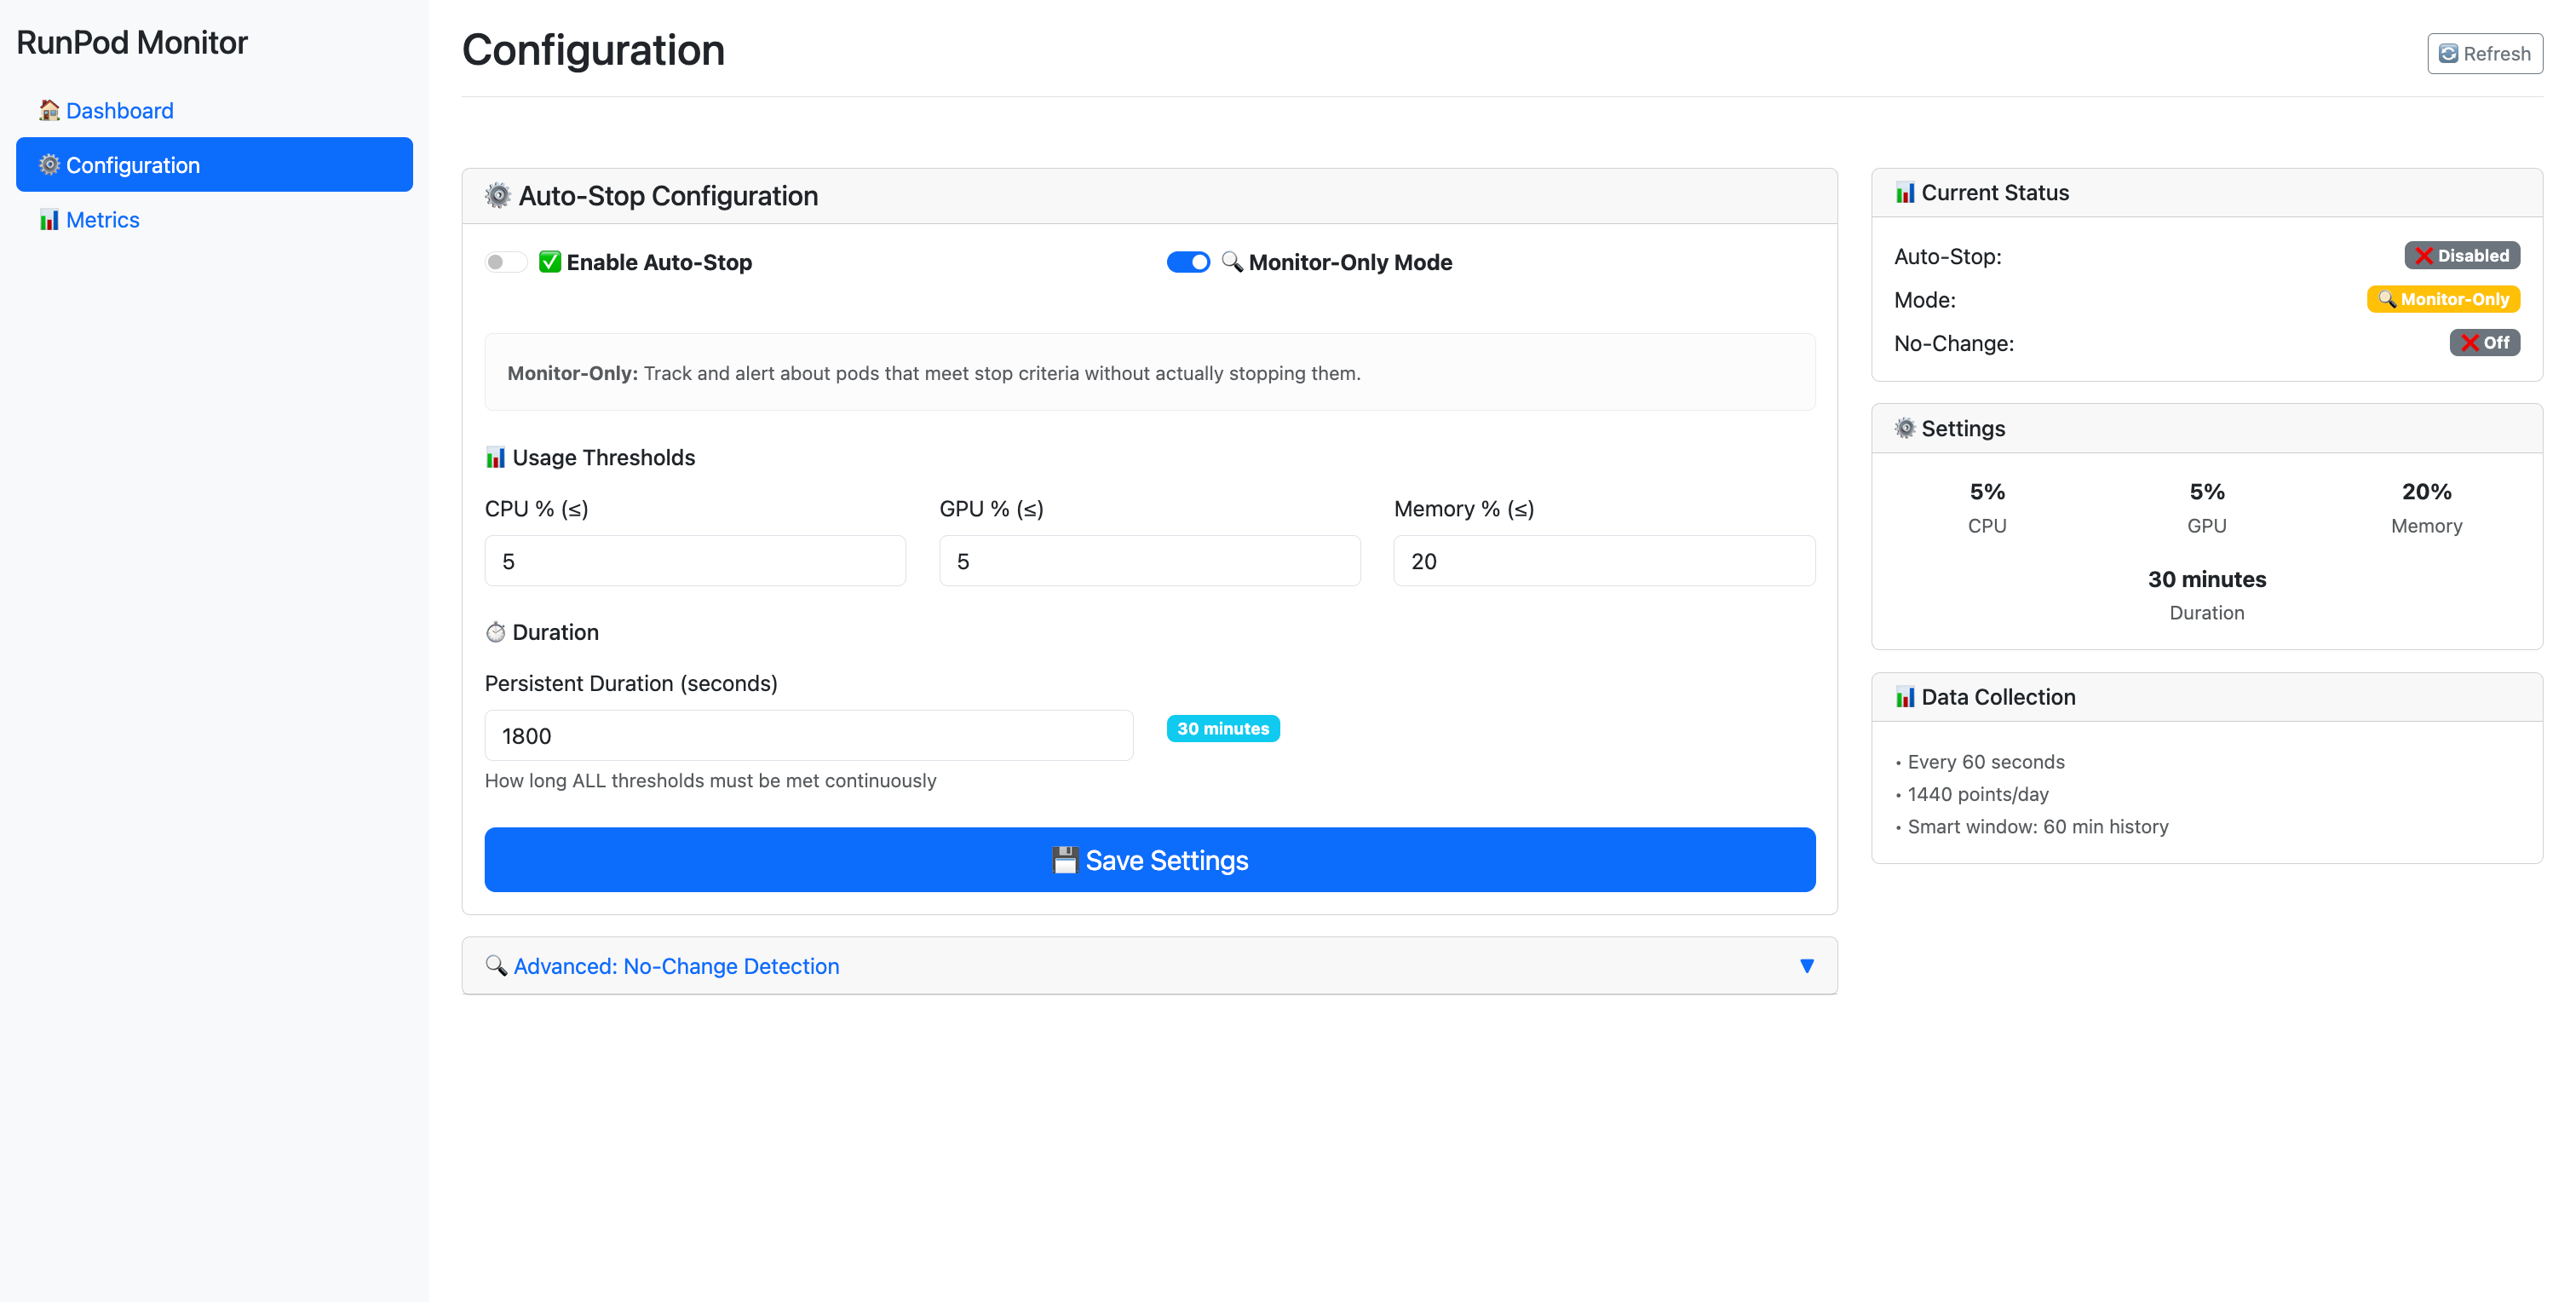 RunPod Monitor
Dashboard
Configuration
Metrics
Configuration
Refresh
Auto-Stop Configuration
Enable Auto-Stop
Monitor-Only Mode
Monitor-Only: Track and alert about pods that meet stop criteria without actually stopping them.
Usage Thresholds
CPU % (≤)
GPU % (≤)
Memory % (≤)
5
5
20
Duration
Persistent Duration (seconds)
1800
30 minutes
How long ALL thresholds must be met continuously
Save Settings
Advanced: No-Change Detection
Current Status
Auto-Stop:
Disabled
Mode:
Monitor-Only
No-Change:
Off
Settings
5%
5%
20%
CPU
GPU
Memory
30 minutes
Duration
Data Collection
• Every 60 seconds
• 1440 points/day
• Smart window: 60 min history